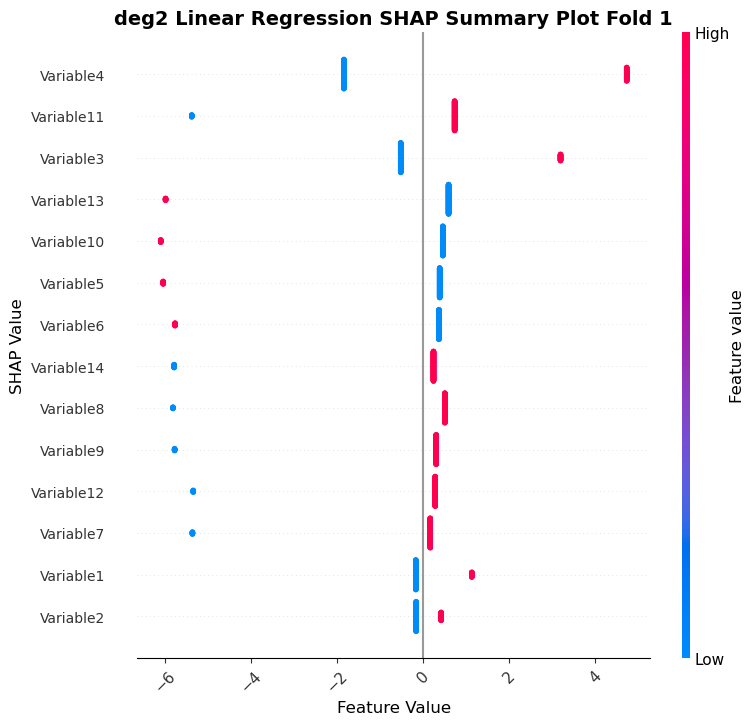 deg2 Linear Regression SHAP Summary Plot Fold 1
High
Variable4
Variable11
Variable3
Variable13
Variable10
Variable5
Variable6
Variable14
Variable8
Variable9
Variable12
Variable7
Variable1
Variable2
SHAP Value
Feature value
Low
−6
−4
−2
0
2
4
Feature Value